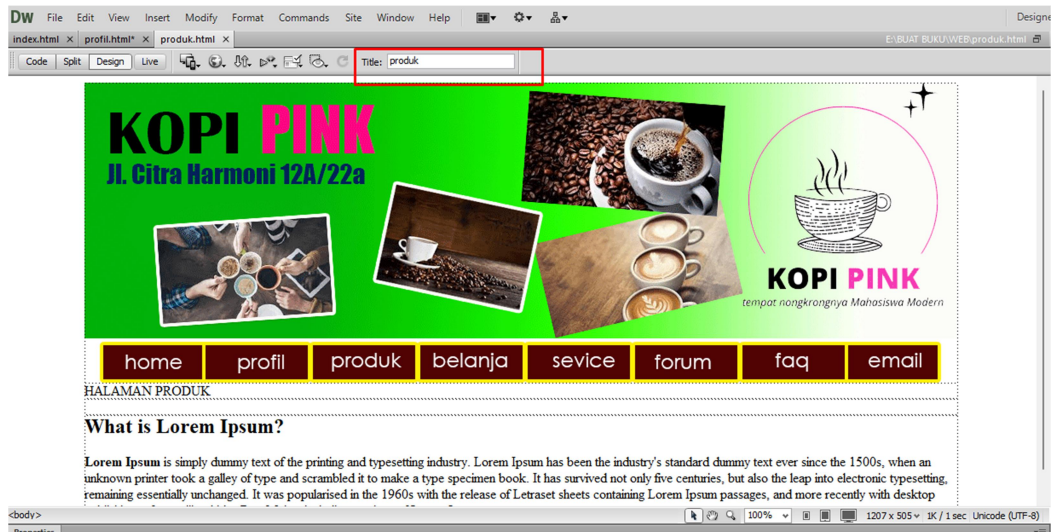 DW File Edit View Insert Modify Format Commands Site Window Help Designe
index.html × profil.html* × produk.html × E:\BUAT BUKU\WEB\produk.html
Code Split Design Live Title: produk
KOPI PINK
Jl. Citra Harmoni 12A/22a
KOPI PINK
tempat nongkrongnya Mahasiswa Modern
home profil produk belanja sevice forum faq email
HALAMAN PRODUK
What is Lorem Ipsum?
Lorem Ipsum is simply dummy text of the printing and typesetting industry. Lorem Ipsum has been the industry's standard dummy text ever since the 1500s, when an
unknown printer took a galley of type and scrambled it to make a type specimen book. It has survived not only five centuries, but also the leap into electronic typesetting,
remaining essentially unchanged. It was popularised in the 1960s with the release of Letraset sheets containing Lorem Ipsum passages, and more recently with desktop
<body> 100% 1207 x 505 1K / 1 sec Unicode (UTF-8)
Properties